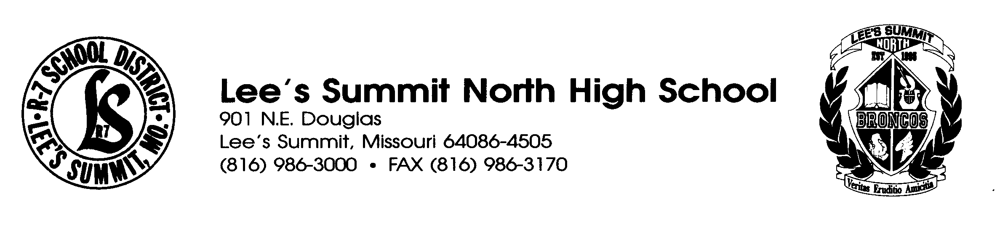 • R-7 SCHOOL DISTRICT •
LEE'S SUMMIT, MO.
LS
R7
Lee's Summit North High School
901 N.E. Douglas
Lee's Summit, Missouri 64086-4505
(816) 986-3000 • FAX (816) 986-3170
LEE'S SUMMIT
NORTH
EST 1995
BRONCOS
Veritas Eruditio Amicitia